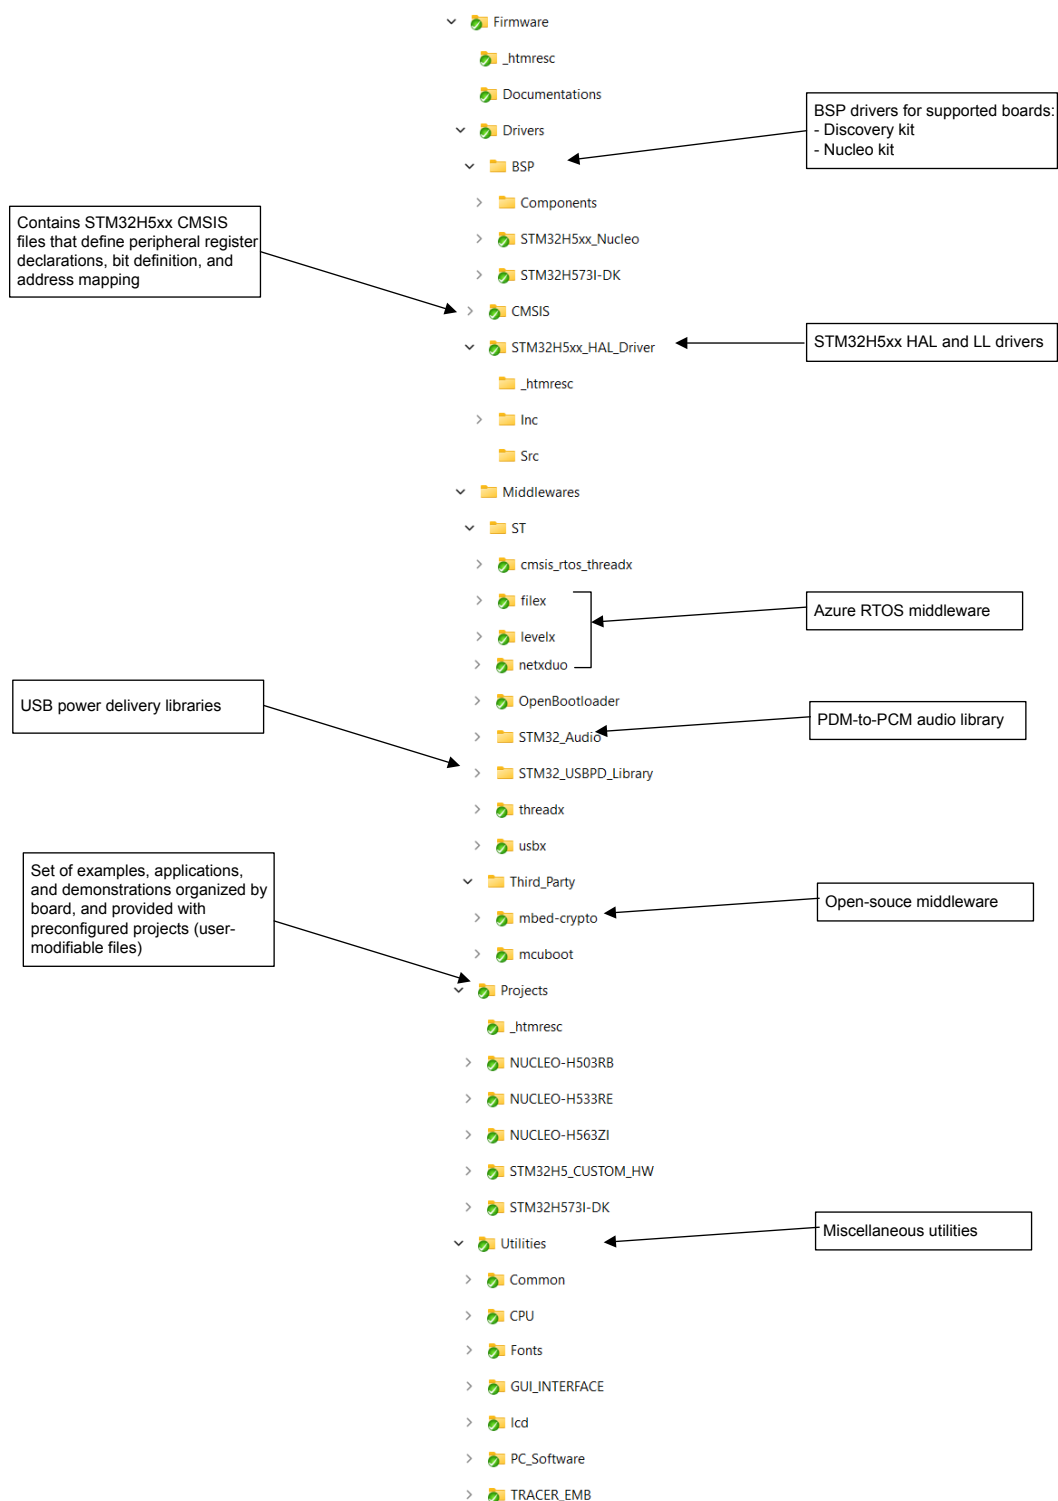 Firmware
_htmresc
Documentations
Drivers
BSP
Components
STM32H5xx_Nucleo
STM32H573I-DK
CMSIS
STM32H5xx_HAL_Driver
_htmresc
Inc
Src
Middlewares
ST
cmsis_rtos_threadx
filex
levelx
netxduo
OpenBootloader
STM32_Audio
STM32_USBPD_Library
threadx
usbx
Third_Party
mbed-crypto
mcuboot
Projects
_htmresc
NUCLEO-H503RB
NUCLEO-H533RE
NUCLEO-H563ZI
STM32H5_CUSTOM_HW
STM32H573I-DK
Utilities
Common
CPU
Fonts
GUI_INTERFACE
lcd
PC_Software
TRACER_EMB
BSP drivers for supported boards:
- Discovery kit
- Nucleo kit
Contains STM32H5xx CMSIS
files that define peripheral register
declarations, bit definition, and
address mapping
STM32H5xx HAL and LL drivers
Azure RTOS middleware
USB power delivery libraries
PDM-to-PCM audio library
Set of examples, applications,
and demonstrations organized by
board, and provided with
preconfigured projects (user-
modifiable files)
Open-souce middleware
Miscellaneous utilities